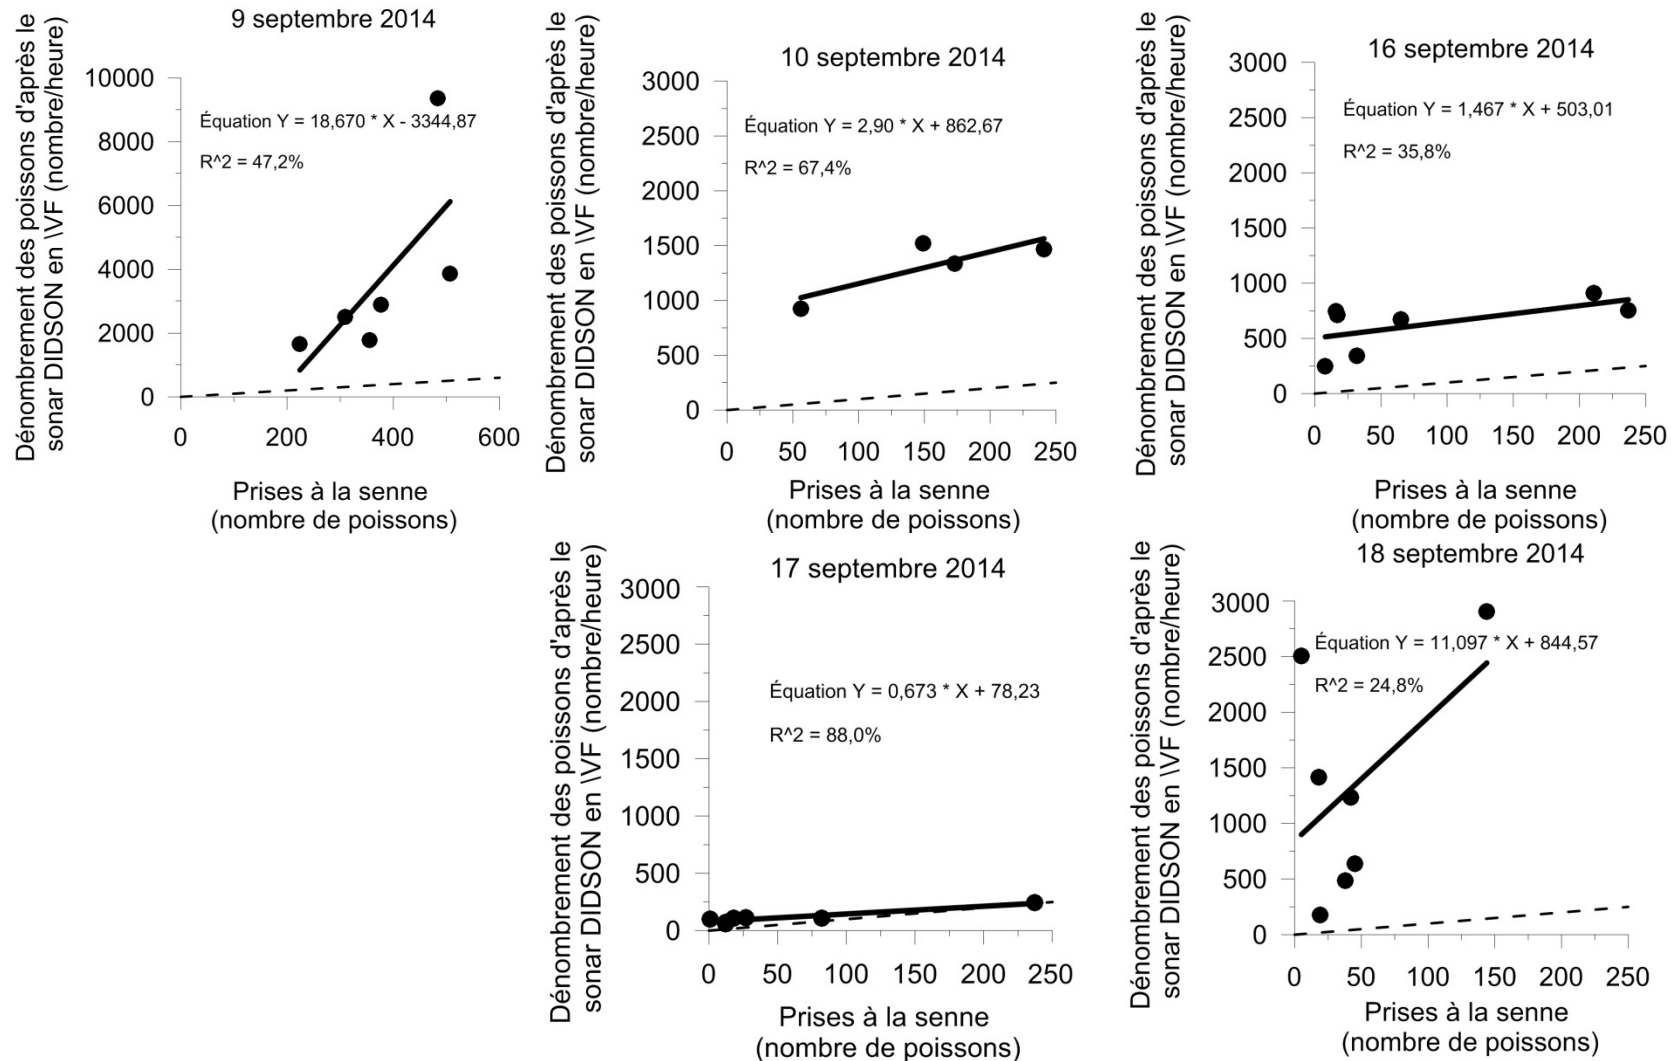 9 septembre 2014
Dénombrement des poissons d'après le
sonar DIDSON en \VF (nombre/heure)
10000
8000
6000
4000
2000
0
Équation Y = 18,670 * X - 3344,87
R^2 = 47,2%
0 200 400 600
Prises à la senne
(nombre de poissons)
10 septembre 2014
Dénombrement des poissons d'après le
sonar DIDSON en \VF (nombre/heure)
3000
2500
2000
1500
1000
500
0
Équation Y = 2,90 * X + 862,67
R^2 = 67,4%
0 50 100 150 200 250
Prises à la senne
(nombre de poissons)
16 septembre 2014
Dénombrement des poissons d'après le
sonar DIDSON en \VF (nombre/heure)
3000
2500
2000
1500
1000
500
0
Équation Y = 1,467 * X + 503,01
R^2 = 35,8%
0 50 100 150 200 250
Prises à la senne
(nombre de poissons)
17 septembre 2014
Dénombrement des poissons d'après le
sonar DIDSON en \VF (nombre/heure)
3000
2500
2000
1500
1000
500
0
Équation Y = 0,673 * X + 78,23
R^2 = 88,0%
0 50 100 150 200 250
Prises à la senne
(nombre de poissons)
18 septembre 2014
Dénombrement des poissons d'après le
sonar DIDSON en \VF (nombre/heure)
3000
2500
2000
1500
1000
500
0
Équation Y = 11,097 * X + 844,57
R^2 = 24,8%
0 50 100 150 200 250
Prises à la senne
(nombre de poissons)